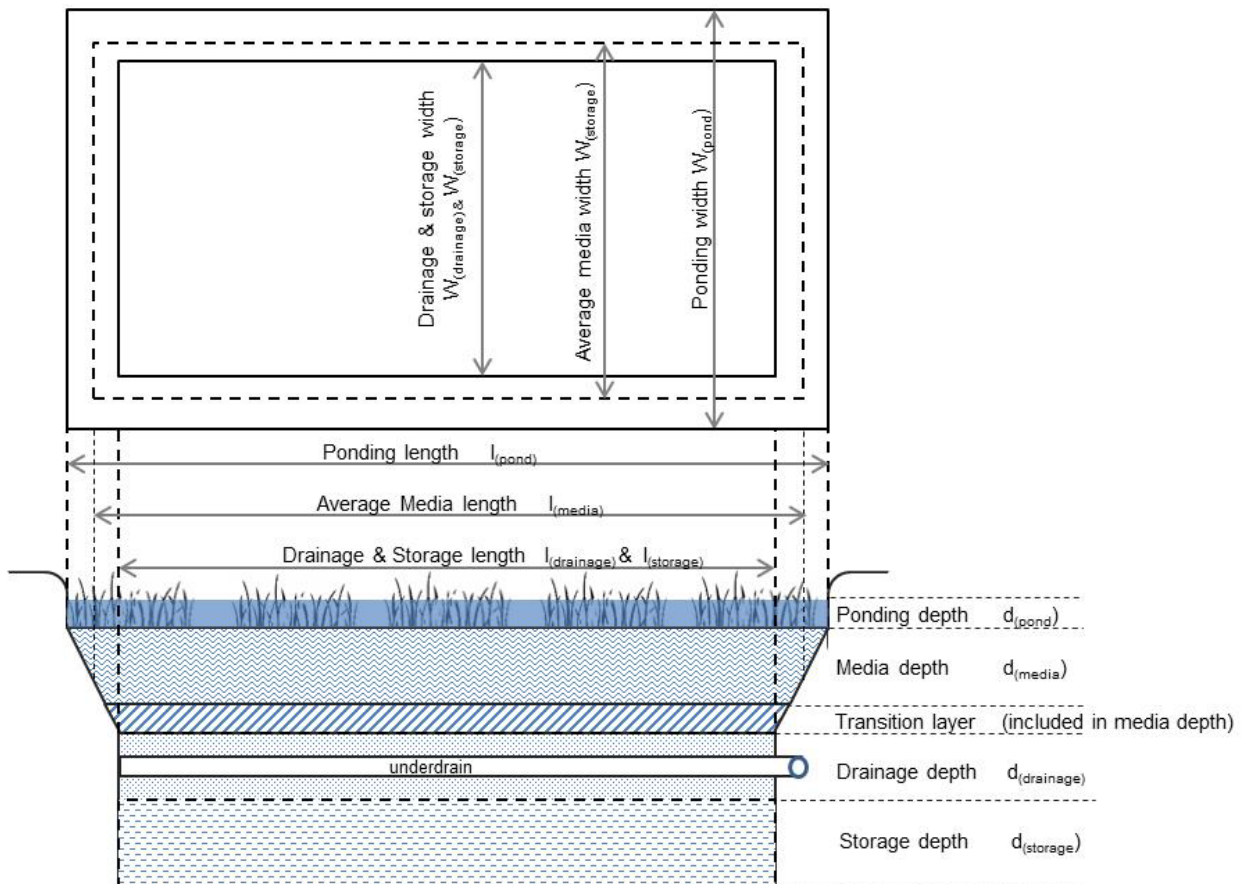 Drainage & storage width
W(drainage)& W(storage)
Average media width W(storage)
Ponding width W(pond)
Ponding length l(pond)
Average Media length l(media)
Drainage & Storage length l(drainage) & l(storage)
Ponding depth d(pond))
Media depth d(media)
Transition layer (included in media depth)
underdrain
Drainage depth d(drainage)
Storage depth d(storage)